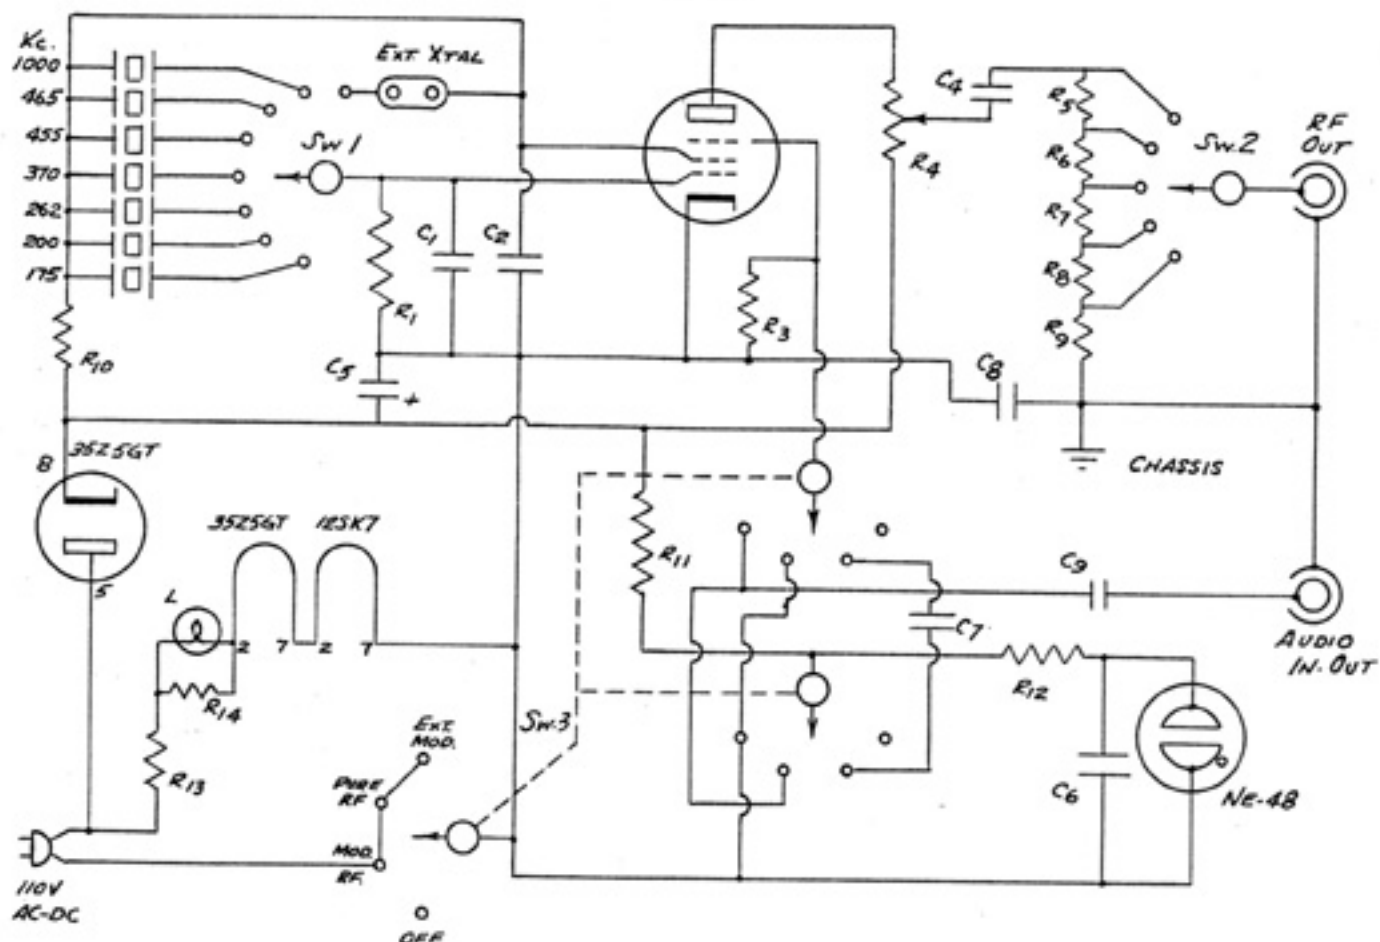 Kc.
1000
465
455
370
262
200
175
EXT. XTAL
SW 1
C1
C2
R1
R10
C5
+
R3
R4
C4
R5
R6
R7
R8
R9
SW.2
RF
OUT
C8
CHASSIS
8
35Z5GT
5
35Z5GT
12SK7
L
2
7
2
7
R14
R13
R11
C9
C7
R12
C6
NE-48
AUDIO
IN-OUT
SW.3
EXT.
MOD.
PURE
RF
MOD.
RF.
OFF
110V
AC-DC